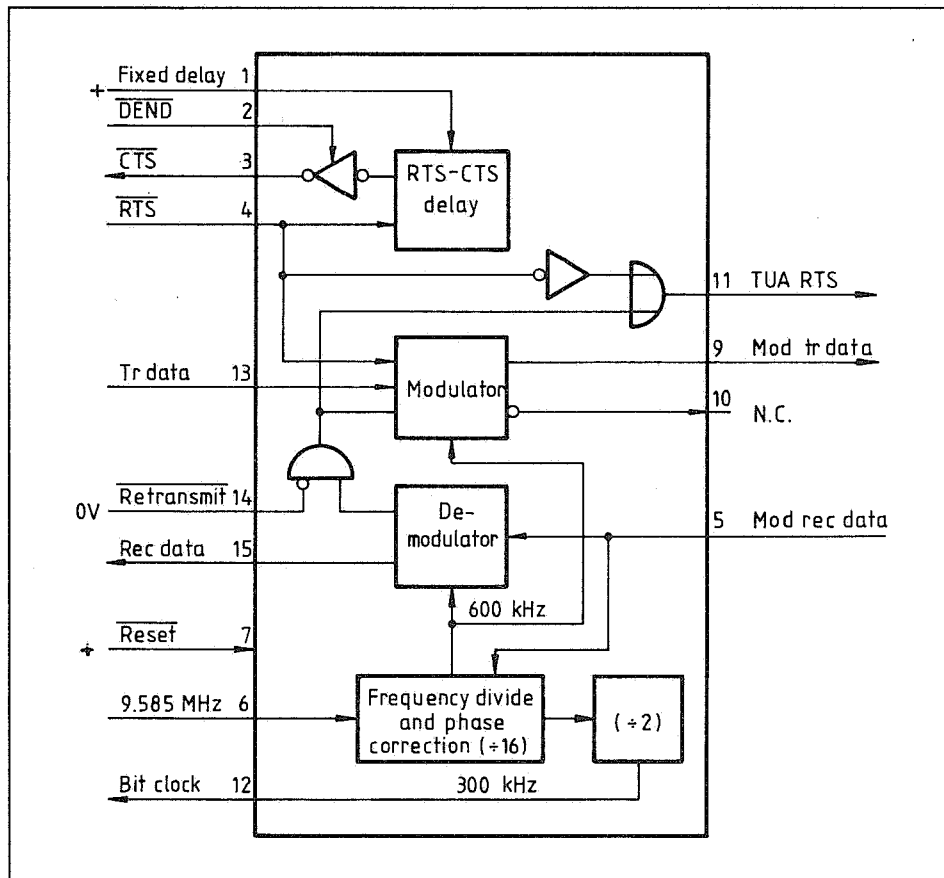 Fixed delay 1
+
DEND 2
CTS 3
RTS 4
RTS-CTS
delay
11 TUA RTS
9 Mod tr data
Tr data 13
Modulator
10
N.C.
0V Retransmit 14
De-
modulator
5 Mod rec data
Rec data 15
600 kHz
+ Reset 7
9.585 MHz 6
Frequency divide
and phase
correction (÷16)
(÷2)
Bit clock 12
300 kHz